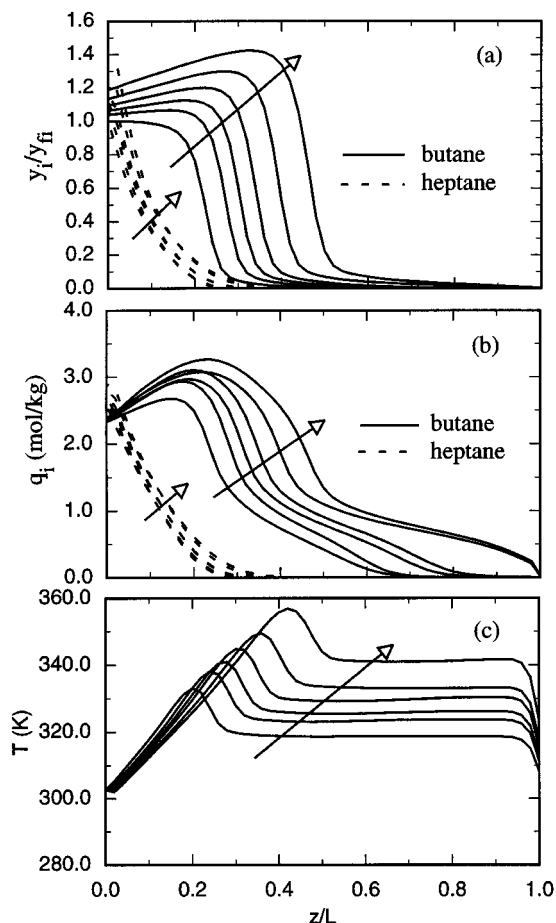 1.6
(a)
1.4
1.2
1.0
0.8
0.6
0.4
0.2
0.0
y_i/y_fi
butane
heptane
4.0
(b)
3.0
2.0
1.0
0.0
q_i (mol/kg)
butane
heptane
360.0
(c)
340.0
320.0
300.0
280.0
T (K)
0.0 0.2 0.4 0.6 0.8 1.0
z/L